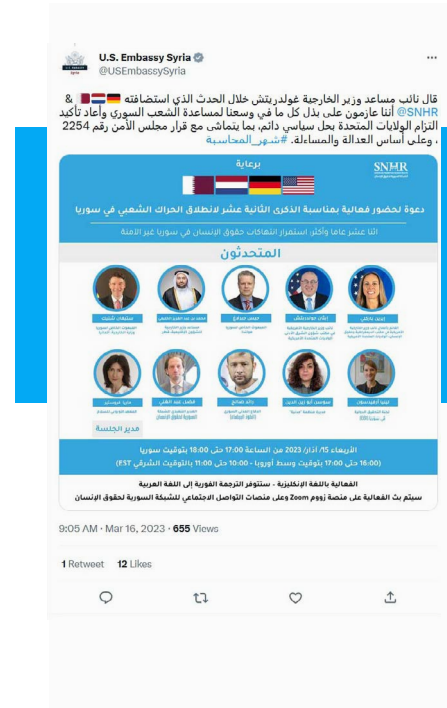 U.S. Embassy Syria
@USEmbassySyria
قال نائب مساعد وزير الخارجية غولدريتش خلال الحدث الذي استضافته 🇩🇪🇳🇱🇶🇦 &
@SNHR أننا عازمون على بذل كل ما في وسعنا لمساعدة الشعب السوري وأعاد تأكيد
التزام الولايات المتحدة بحل سياسي دائم، بما يتماشى مع قرار مجلس الأمن رقم 2254
، وعلى أساس العدالة والمساءلة. #شهر_المحاسبة
برعاية
SNHR
دعوة لحضور فعالية بمناسبة الذكرى الثانية عشر لانطلاق الحراك الشعبي في سوريا
اثنا عشر عاما وأكثر، استمرار انتهاكات حقوق الإنسان في سوريا غير الآمنة
المتحدثون
مدير الجلسة
الأربعاء 15/ آذار/ 2023 من الساعة 17:00 حتى 18:00 بتوقيت سوريا
(16:00 حتى 17:00 بتوقيت وسط أوروبا - 10:00 حتى 11:00 بالتوقيت الشرقي EST)
الفعالية باللغة الإنكليزية - ستتوفر الترجمة الفورية إلى اللغة العربية
سيتم بث الفعالية على منصة زووم Zoom وعلى منصات التواصل الاجتماعي للشبكة السورية لحقوق الإنسان
9:05 AM · Mar 16, 2023 · 655 Views
1 Retweet 12 Likes